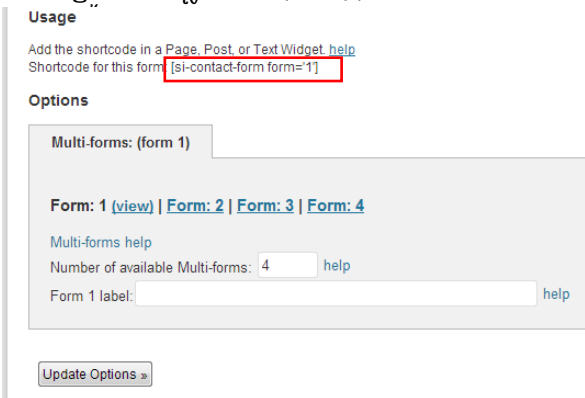 Usage
Add the shortcode in a Page, Post, or Text Widget. help
Shortcode for this form: [si-contact-form form='1']
Options
Multi-forms: (form 1)
Form: 1 (view) | Form: 2 | Form: 3 | Form: 4
Multi-forms help
Number of available Multi-forms: 4 help
Form 1 label: help
Update Options »